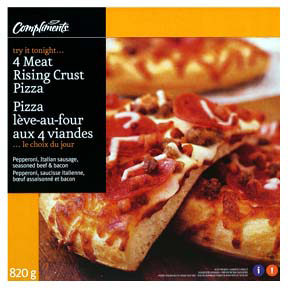 Compliments
try it tonight...
4 Meat
Rising Crust
Pizza
Pizza
lève-au-four
aux 4 viandes
... le choix du jour
Pepperoni, Italian sausage,
seasoned beef & bacon
Pepperoni, saucisse italienne,
bœuf assaisonné et bacon
820 g